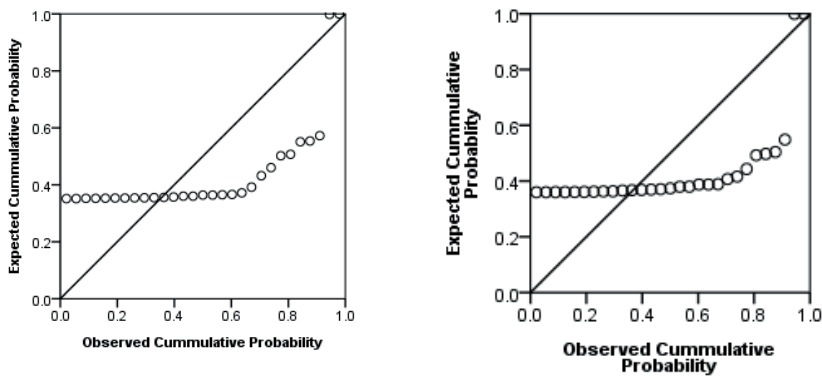 Expected Cummulative Probability
1.0
0.8
0.6
0.4
0.2
0.0
0.0 0.2 0.4 0.6 0.8 1.0
Observed Cummulative Probability
Expected Cummulative
Probablity
1.0
0.8
0.6
0.4
0.2
0.0
0.0 0.2 0.4 0.6 0.8 1.0
Observed Cummulative
Probability